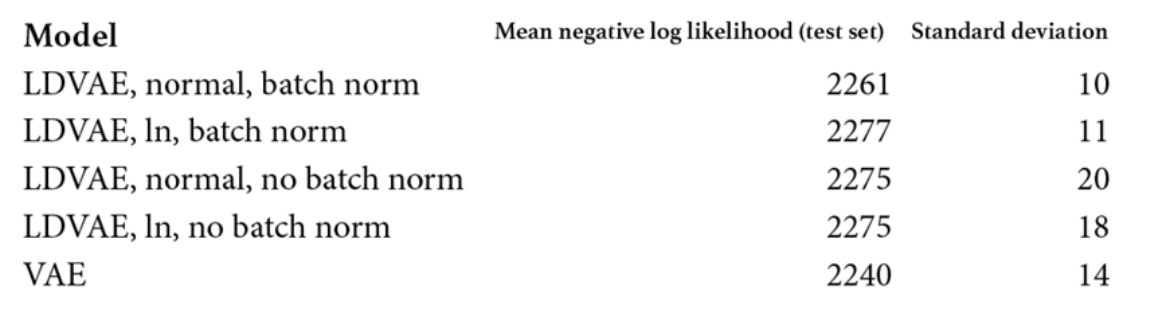 Model Mean negative log likelihood (test set) Standard deviation
LDVAE, normal, batch norm 2261 10
LDVAE, ln, batch norm 2277 11
LDVAE, normal, no batch norm 2275 20
LDVAE, ln, no batch norm 2275 18
VAE 2240 14